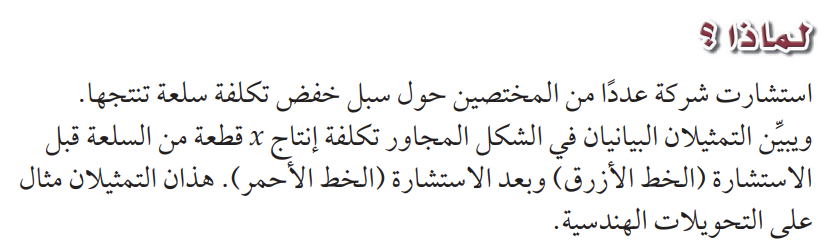 لماذا ؟
استشارت شركة عددًا من المختصين حول سبل خفض تكلفة سلعة تنتجها.
ويبيِّن التمثيلان البيانيان في الشكل المجاور تكلفة إنتاج x قطعة من السلعة قبل
الاستشارة (الخط الأزرق) وبعد الاستشارة (الخط الأحمر). هذان التمثيلان مثال
على التحويلات الهندسية.